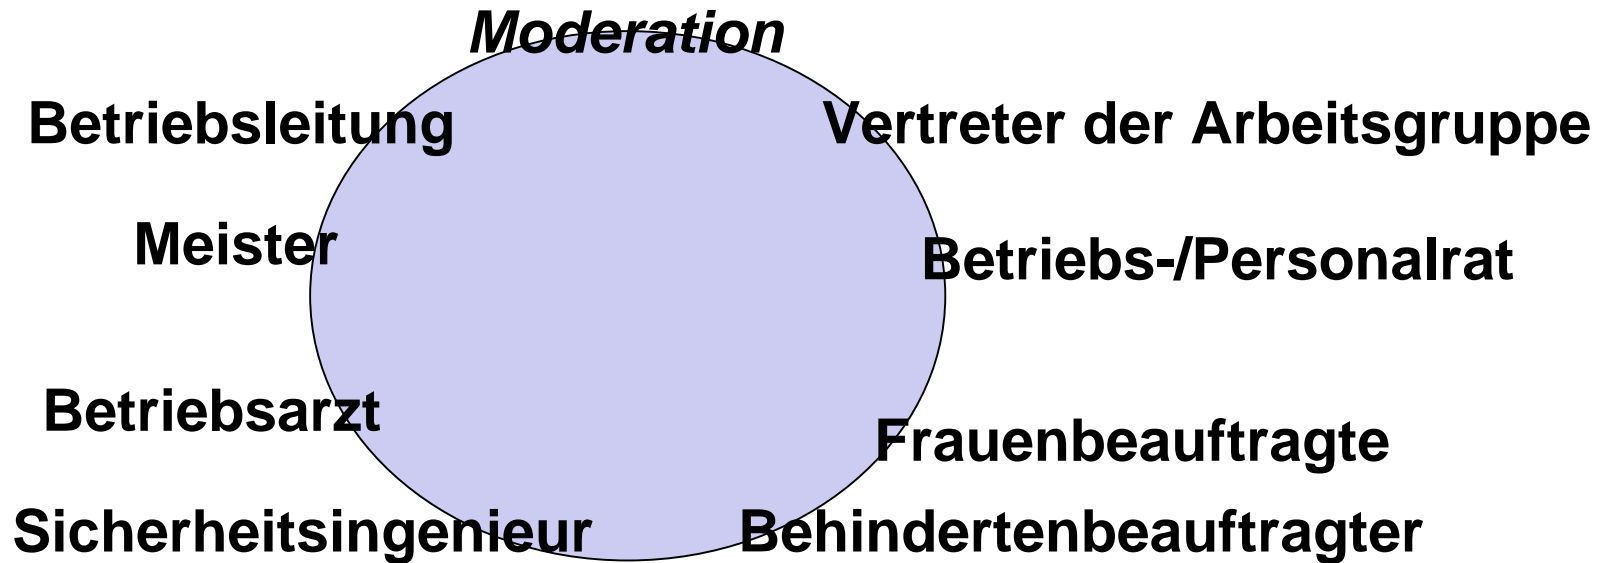 Moderation
Betriebsleitung
Vertreter der Arbeitsgruppe
Meister
Betriebs-/Personalrat
Betriebsarzt
Frauenbeauftragte
Sicherheitsingenieur
Behindertenbeauftragter